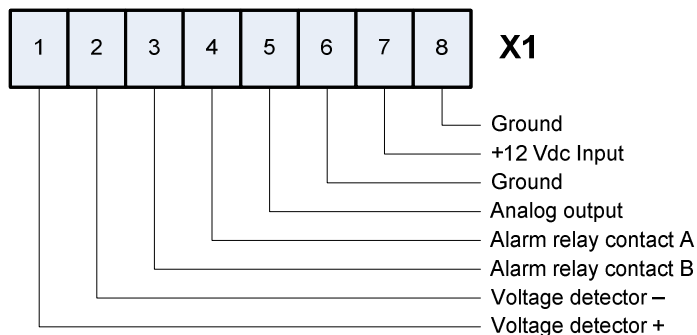 1 2 3 4 5 6 7 8 X1
Ground
+12 Vdc Input
Ground
Analog output
Alarm relay contact A
Alarm relay contact B
Voltage detector –
Voltage detector +